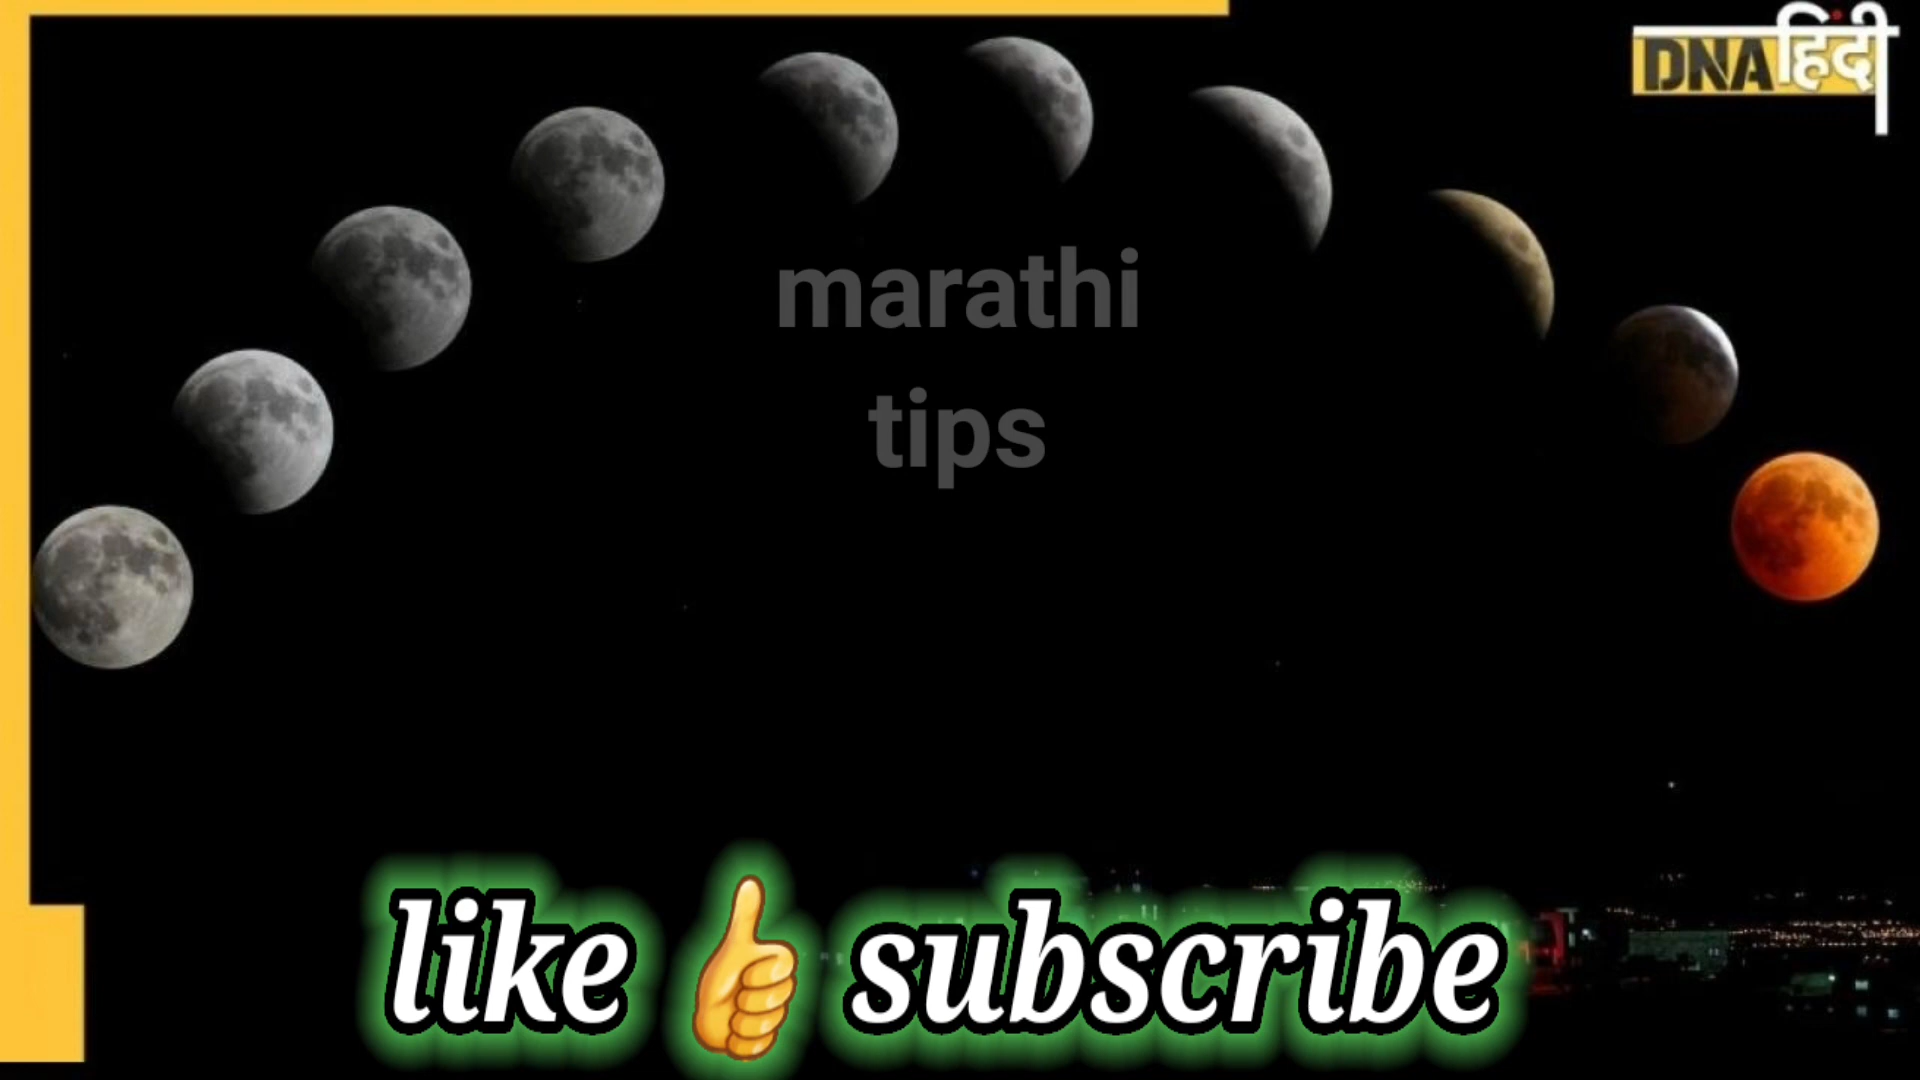 DNA हिंदी
marathi
tips
like 👍 subscribe